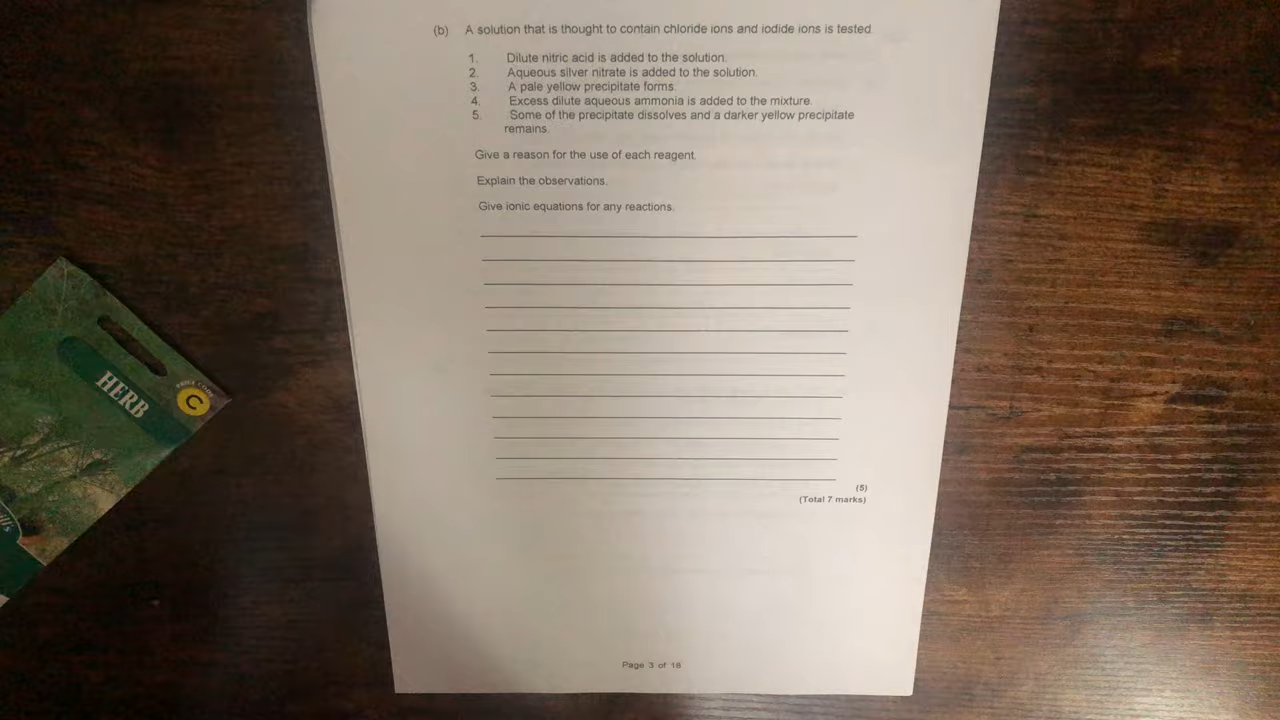 (b) A solution that is thought to contain chloride ions and iodide ions is tested
1. Dilute nitric acid is added to the solution.
2. Aqueous silver nitrate is added to the solution.
3. A pale yellow precipitate forms.
4. Excess dilute aqueous ammonia is added to the mixture.
5. Some of the precipitate dissolves and a darker yellow precipitate
remains.
Give a reason for the use of each reagent.
Explain the observations.
Give ionic equations for any reactions.
(5)
(Total 7 marks)
Page 3 of 18
HERB
PRICE CODE
C